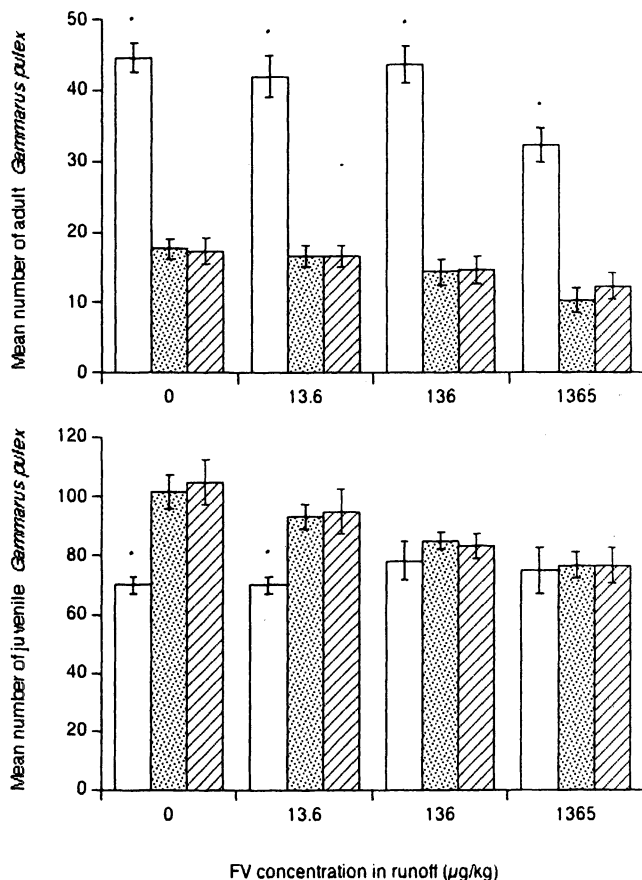 Mean number of adult Gammarus pulex
50
40
30
20
10
0
0 13.6 136 1365
Mean number of juvenile Gammarus pulex
120
100
80
60
40
20
0
0 13.6 136 1365
FV concentration in runoff (µg/kg)